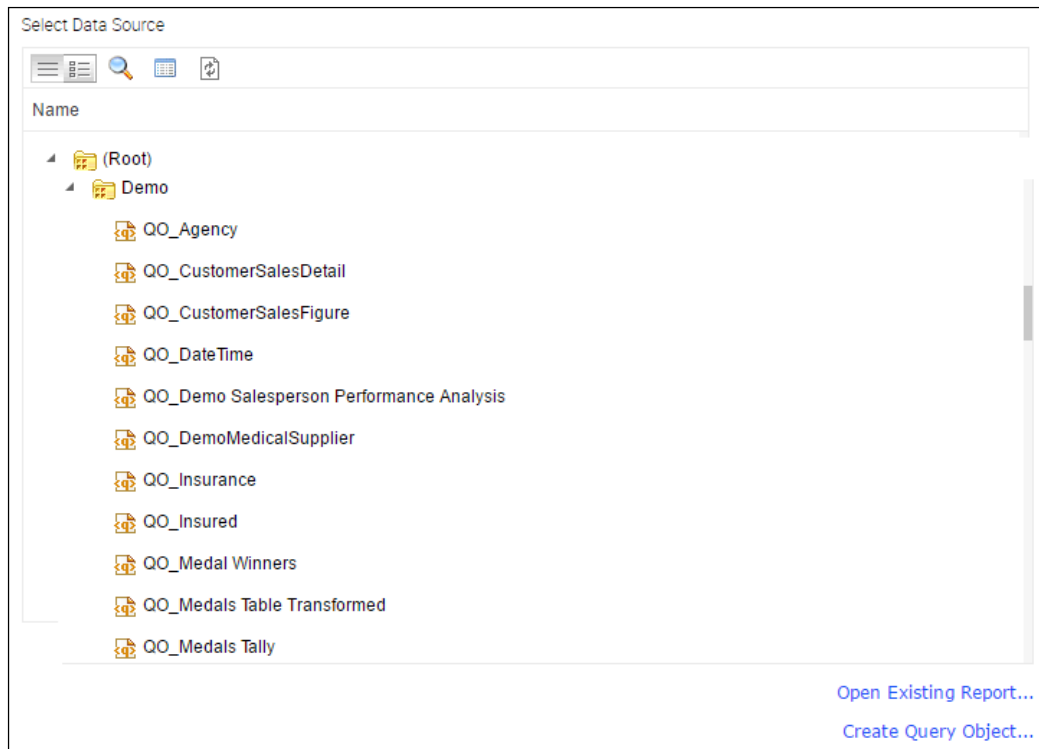 Select Data Source
Name
(Root)
Demo
QO_Agency
QO_CustomerSalesDetail
QO_CustomerSalesFigure
QO_DateTime
QO_Demo Salesperson Performance Analysis
QO_DemoMedicalSupplier
QO_Insurance
QO_Insured
QO_Medal Winners
QO_Medals Table Transformed
QO_Medals Tally
Open Existing Report...
Create Query Object...